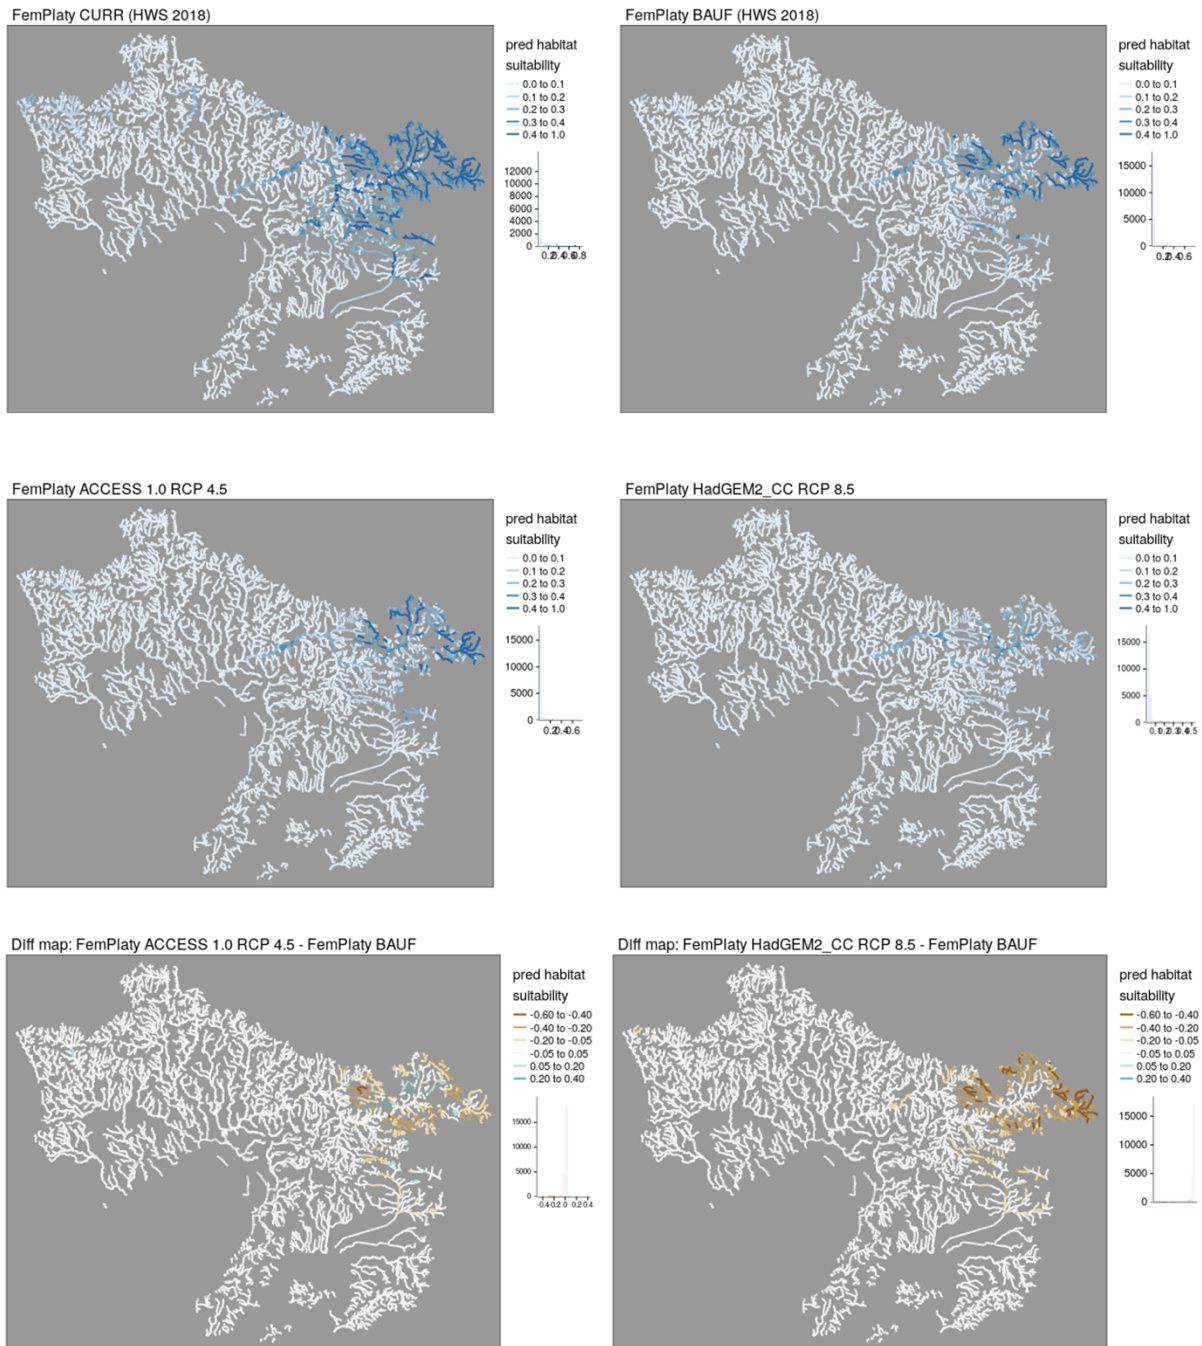 FemPlaty CURR (HWS 2018)
pred habitat
suitability
0.0 to 0.1
0.1 to 0.2
0.2 to 0.3
0.3 to 0.4
0.4 to 1.0
12000
10000
8000
6000
4000
2000
0
FemPlaty BAUF (HWS 2018)
pred habitat
suitability
0.0 to 0.1
0.1 to 0.2
0.2 to 0.3
0.3 to 0.4
0.4 to 1.0
15000
10000
5000
0
FemPlaty ACCESS 1.0 RCP 4.5
pred habitat
suitability
0.0 to 0.1
0.1 to 0.2
0.2 to 0.3
0.3 to 0.4
0.4 to 1.0
15000
10000
5000
0
FemPlaty HadGEM2_CC RCP 8.5
pred habitat
suitability
0.0 to 0.1
0.1 to 0.2
0.2 to 0.3
0.3 to 0.4
0.4 to 1.0
15000
10000
5000
0
Diff map: FemPlaty ACCESS 1.0 RCP 4.5 - FemPlaty BAUF
pred habitat
suitability
-0.60 to -0.40
-0.40 to -0.20
-0.20 to -0.05
-0.05 to 0.05
0.05 to 0.20
0.20 to 0.40
15000
10000
5000
0
-0.4 -0.2 0 0.2 0.4
Diff map: FemPlaty HadGEM2_CC RCP 8.5 - FemPlaty BAUF
pred habitat
suitability
-0.60 to -0.40
-0.40 to -0.20
-0.20 to -0.05
-0.05 to 0.05
0.05 to 0.20
0.20 to 0.40
15000
10000
5000
0